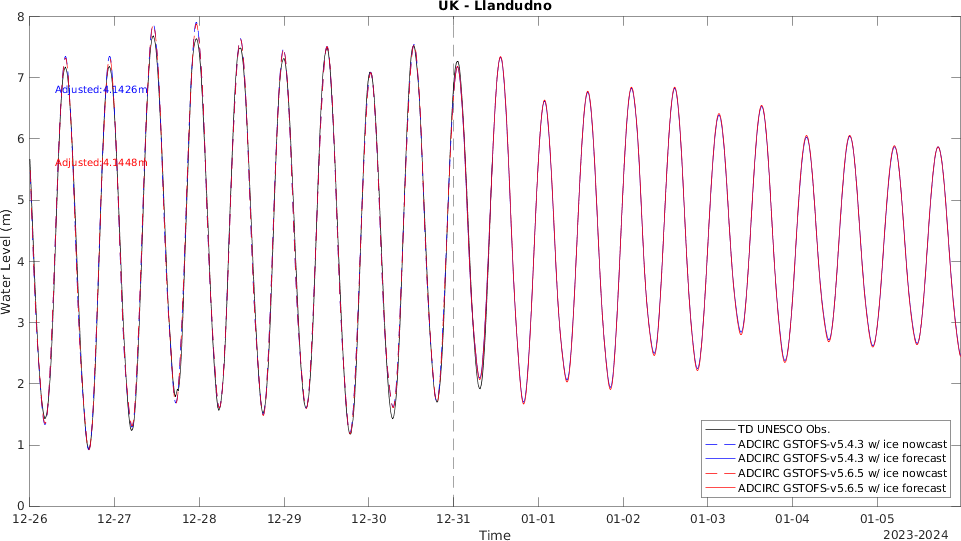 UK - Llandudno
8
7
6
5
4
3
2
1
0
Water Level (m)
Adjusted:4.1426m
Adjusted:4.1448m
TD UNESCO Obs.
ADCIRC GSTOFS-v5.4.3 w/ ice nowcast
ADCIRC GSTOFS-v5.4.3 w/ ice forecast
ADCIRC GSTOFS-v5.6.5 w/ ice nowcast
ADCIRC GSTOFS-v5.6.5 w/ ice forecast
12-26 12-27 12-28 12-29 12-30 12-31 01-01 01-02 01-03 01-04 01-05
Time
2023-2024